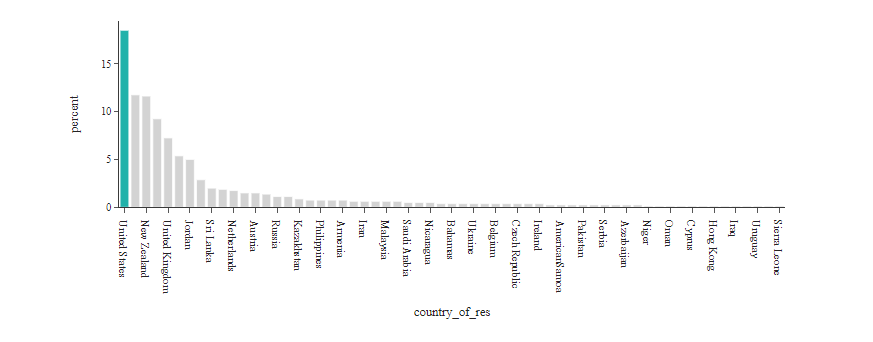 15
10
5
0
percent
United States
New Zealand
United Kingdom
Jordan
Sri Lanka
Netherlands
Austria
Russia
Kazakhstan
Philippines
Armenia
Iran
Malaysia
Saudi Arabia
Nicaragua
Bahamas
Ukraine
Belgium
Czech Republic
Ireland
AmericanSamoa
Pakistan
Serbia
Azerbaijan
Niger
Oman
Cyprus
Hong Kong
Iraq
Uruguay
Sierra Leone
country_of_res